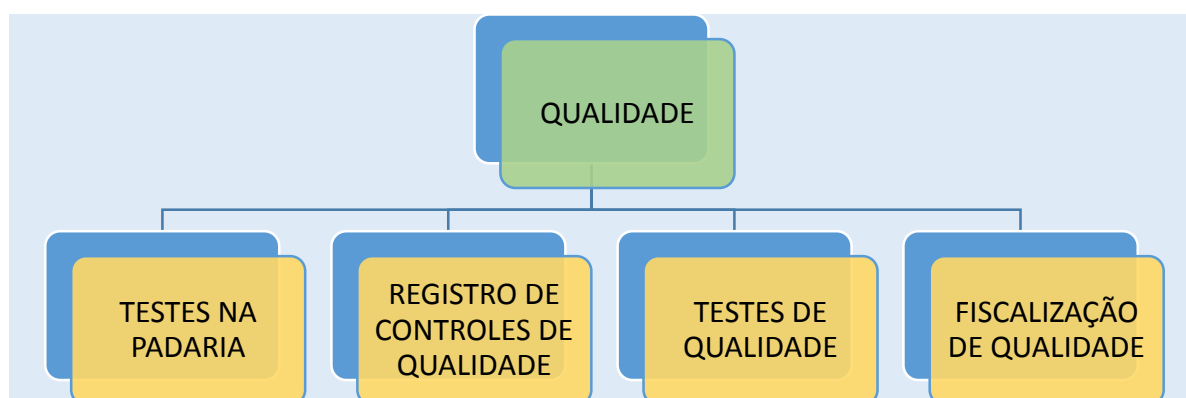 QUALIDADE
TESTES NA
PADARIA
REGISTRO DE
CONTROLES DE
QUALIDADE
TESTES DE
QUALIDADE
FISCALIZAÇÃO
DE QUALIDADE